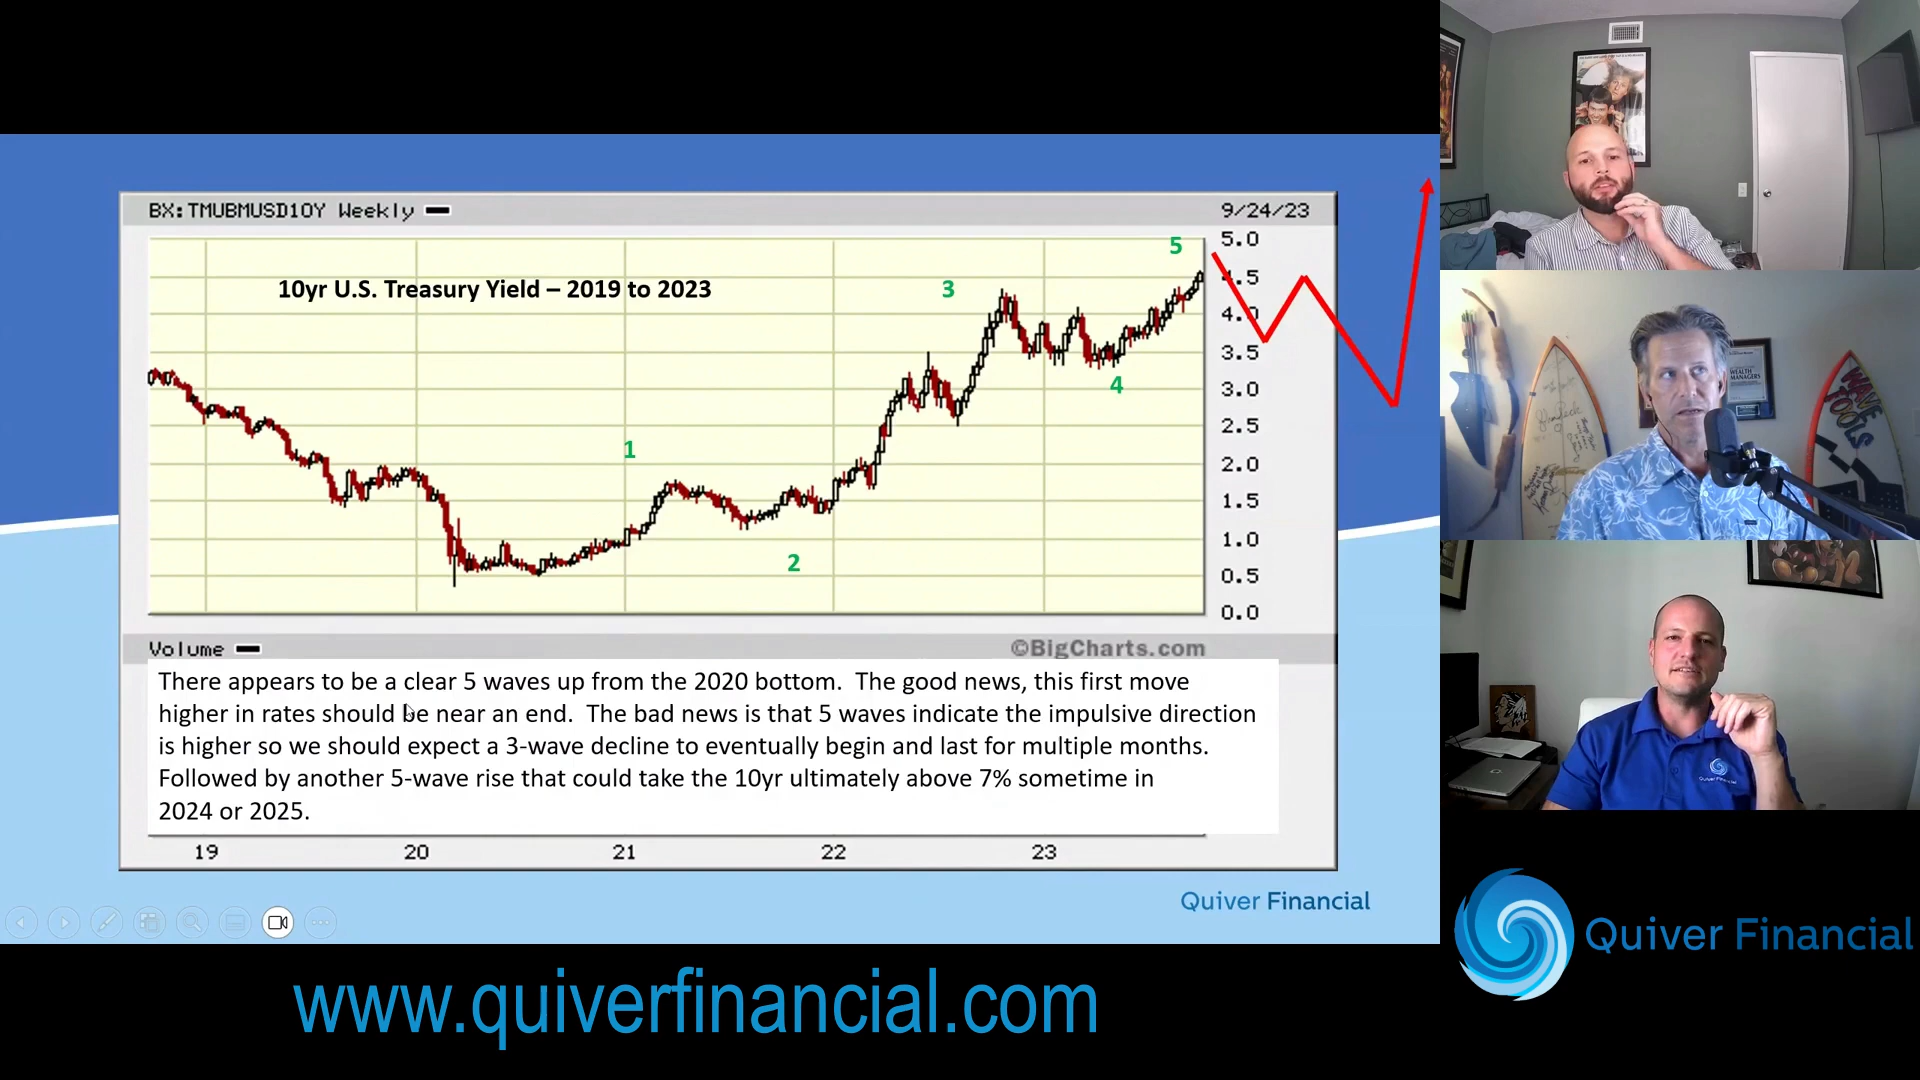 BX:TMUBMUSD10Y Weekly
9/24/23
10yr U.S. Treasury Yield – 2019 to 2023
1
2
3
4
5
5.0
4.5
4.0
3.5
3.0
2.5
2.0
1.5
1.0
0.5
0.0
Volume
©BigCharts.com
There appears to be a clear 5 waves up from the 2020 bottom. The good news, this first move
higher in rates should be near an end. The bad news is that 5 waves indicate the impulsive direction
is higher so we should expect a 3-wave decline to eventually begin and last for multiple months.
Followed by another 5-wave rise that could take the 10yr ultimately above 7% sometime in
2024 or 2025.
19 20 21 22 23
Quiver Financial
www.quiverfinancial.com
WEALTH
MANAGERS
WAVE
TOOLS
Quiver Financial
Quiver Financial